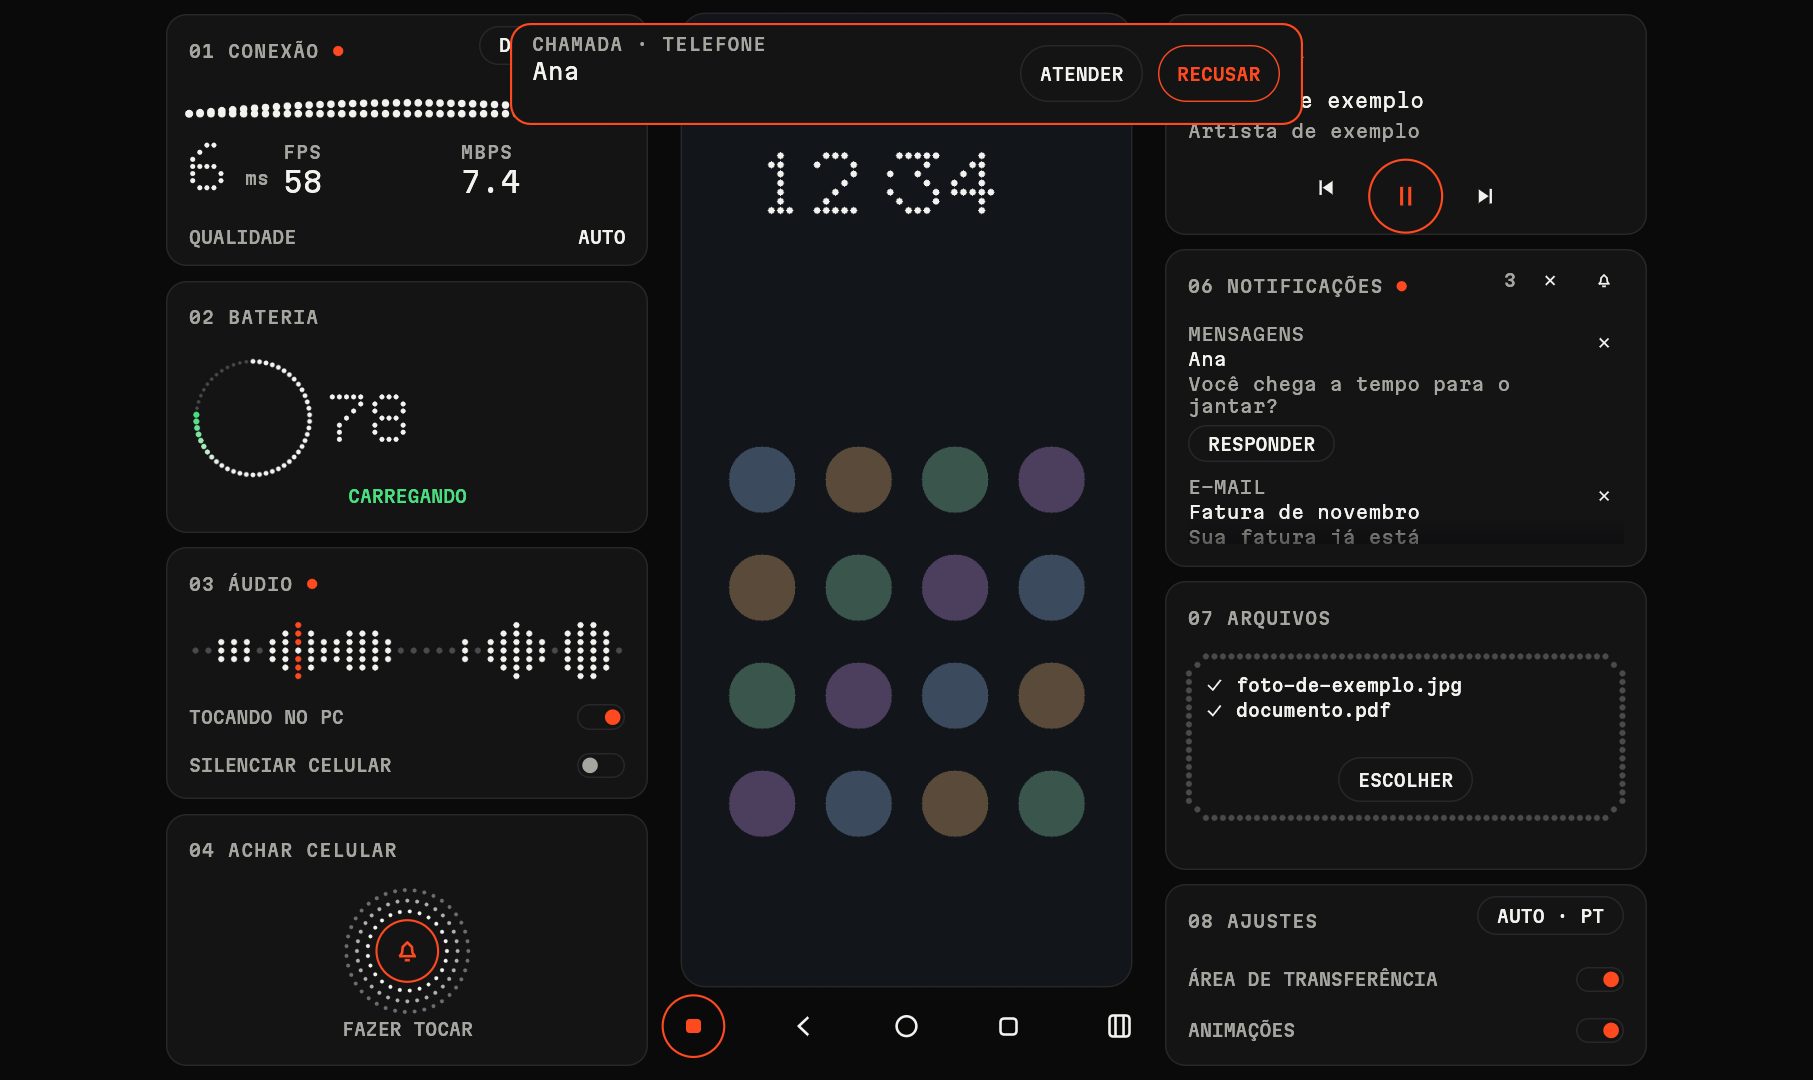 01 CONEXÃO
CHAMADA · TELEFONE
Ana
ATENDER
RECUSAR
6 ms
FPS
58
MBPS
7.4
QUALIDADE
AUTO
02 BATERIA
78
CARREGANDO
03 ÁUDIO
TOCANDO NO PC
SILENCIAR CELULAR
04 ACHAR CELULAR
FAZER TOCAR
12 34
e exemplo
Artista de exemplo
06 NOTIFICAÇÕES
3
MENSAGENS
Ana
Você chega a tempo para o
jantar?
RESPONDER
E-MAIL
Fatura de novembro
Sua fatura já está
07 ARQUIVOS
foto-de-exemplo.jpg
documento.pdf
ESCOLHER
08 AJUSTES
AUTO · PT
ÁREA DE TRANSFERÊNCIA
ANIMAÇÕES